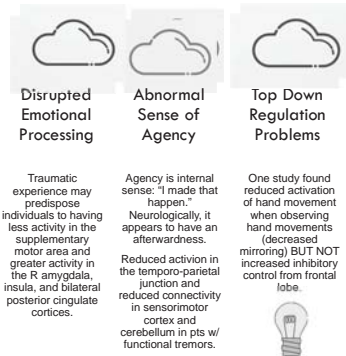 Disrupted
Emotional
Processing
Traumatic
experience may
predispose
individuals to having
less activity in the
supplementary
motor area and
greater activity in
the R amygdala,
insula, and bilateral
posterior cingulate
cortices.
Abnormal
Sense of
Agency
Agency is internal
sense: “I made that
happen.”
Neurologically, it
appears to have an
afterwardness.
Reduced activion in
the temporo-parietal
junction and
reduced connectivity
in sensorimotor
cortex and
cerebellum in pts w/
functional tremors.
Top Down
Regulation
Problems
One study found
reduced activation
of hand movement
when observing
hand movements
(decreased
mirroring) BUT NOT
increased inhibitory
control from frontal
lobe.